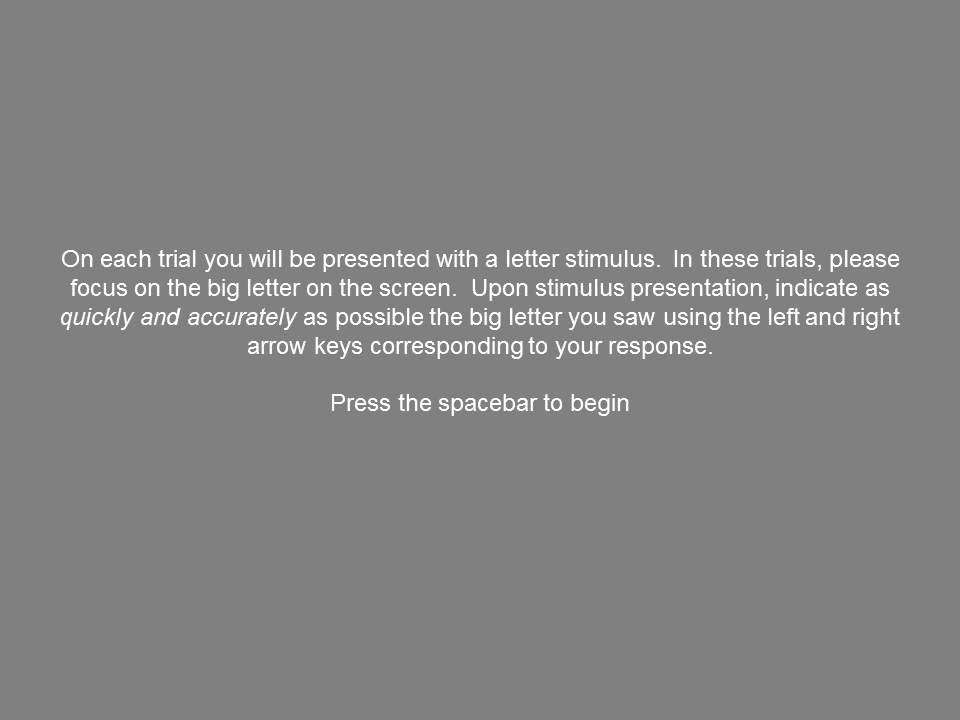 On each trial you will be presented with a letter stimulus.  In these trials, please
focus on the big letter on the screen.  Upon stimulus presentation, indicate as
quickly and accurately as possible the big letter you saw using the left and right
arrow keys corresponding to your response.
Press the spacebar to begin